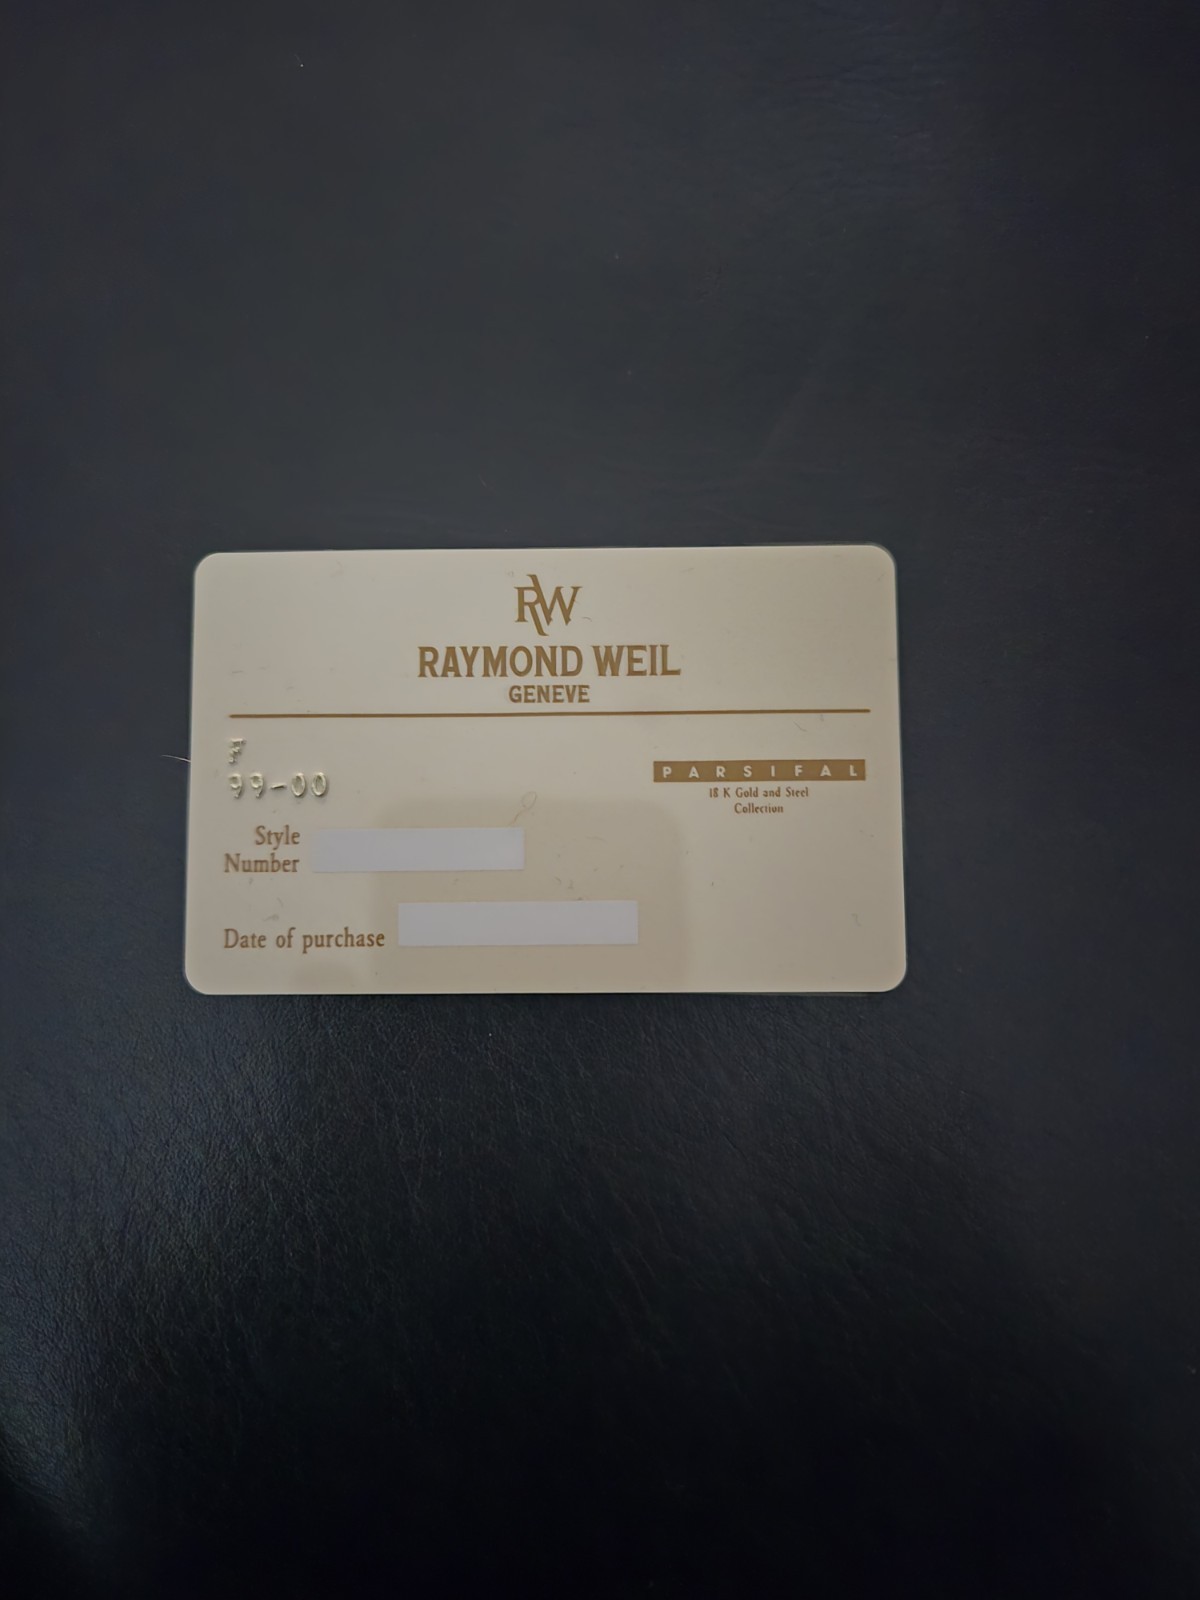 RW
RAYMOND WEIL
GENEVE
F
99-00
PARSIFAL
18 K Gold and Steel
Collection
Style
Number
Date of purchase